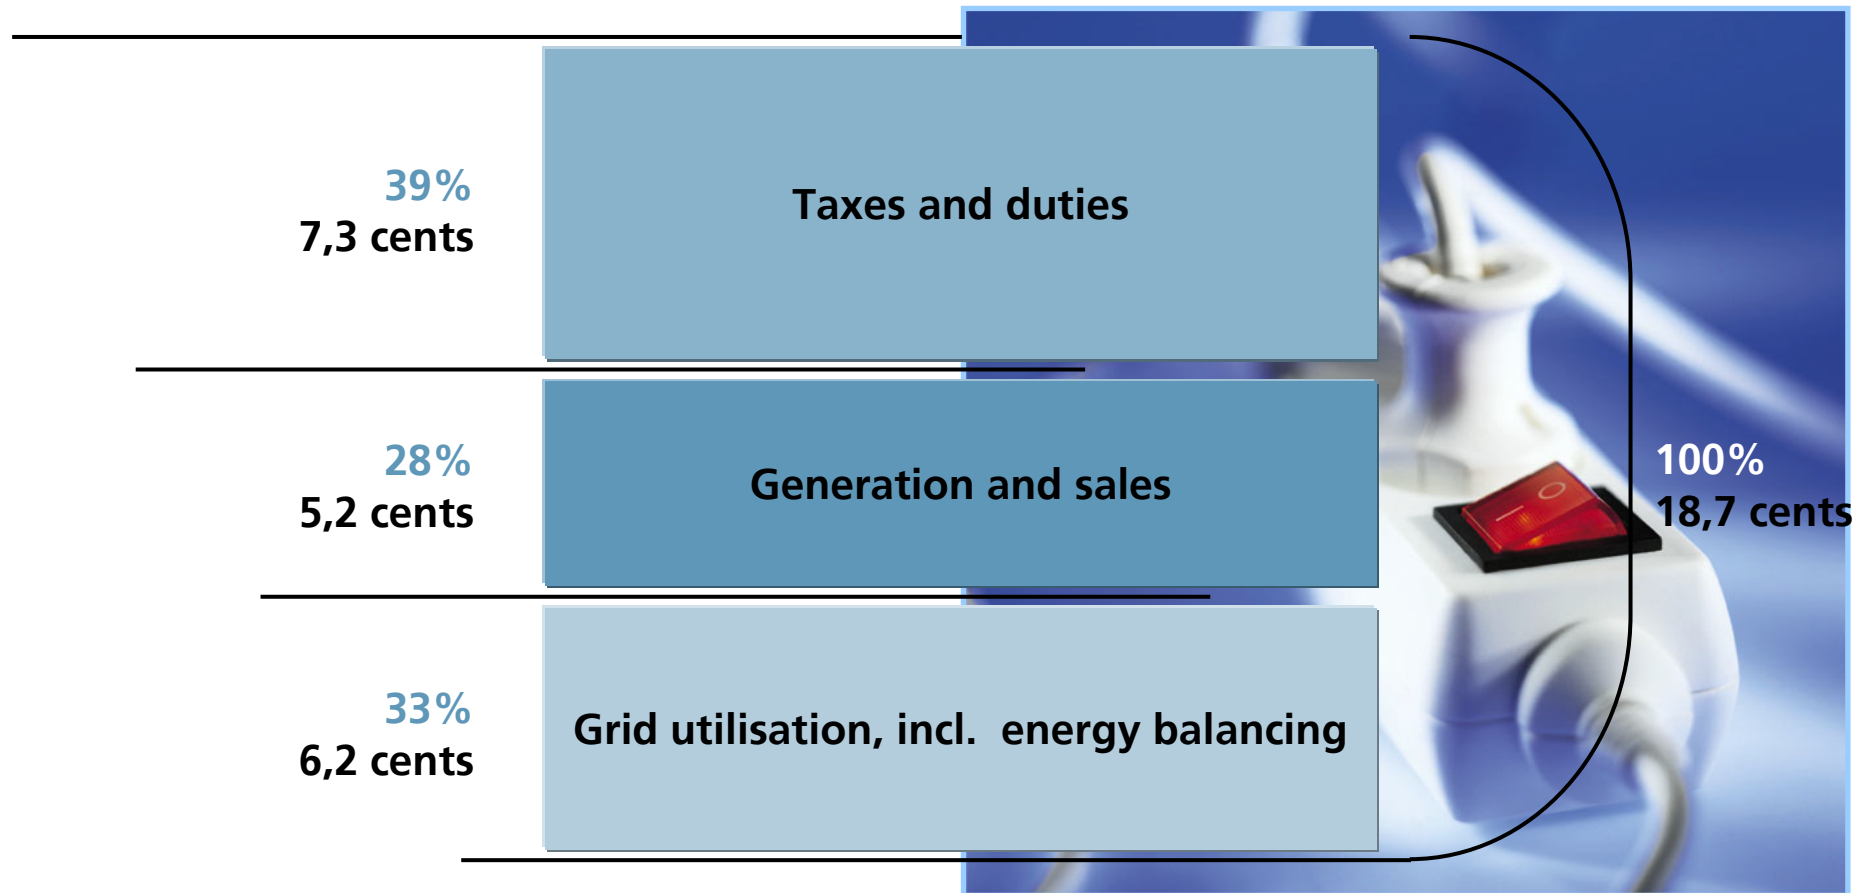 39%
7,3 cents
Taxes and duties
28%
5,2 cents
Generation and sales
100%
18,7 cents
33%
6,2 cents
Grid utilisation, incl. energy balancing